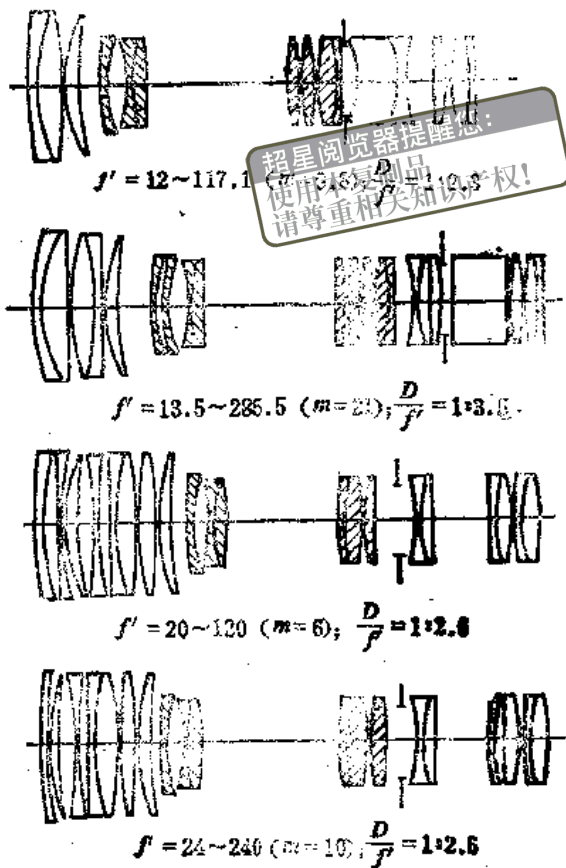 f′＝12～117.1
超星阅览器提醒您：
使用本复制品
请尊重相关知识产权！
f′＝13.5～285.5 (m＝21); D/f′＝1:3.5
f′＝20～120 (m＝6); D/f′＝1:2.6
f′＝24～240 (m＝10); D/f′＝1:2.6